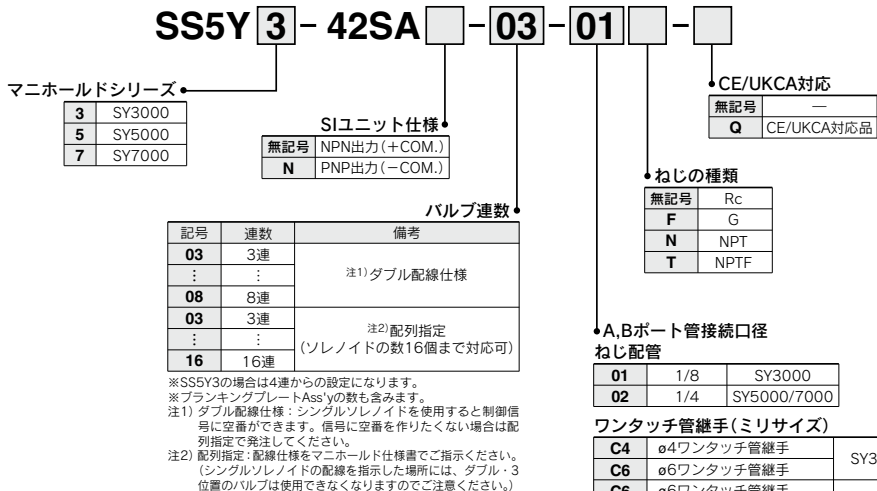 SS5Y 3 - 42SA - 03 - 01 -
マニホールドシリーズ
3 SY3000
5 SY5000
7 SY7000
SIユニット仕様
無記号 NPN出力(+COM.)
N PNP出力(-COM.)
CE/UKCA対応
無記号 —
Q CE/UKCA対応品
ねじの種類
無記号 Rc
F G
N NPT
T NPTF
バルブ連数
記号 連数 備考
03 3連
⋮ ⋮ 注1)ダブル配線仕様
08 8連
03 3連
⋮ ⋮ 注2)配列指定
(ソレノイドの数16個まで対応可)
16 16連
※SS5Y3の場合は4連からの設定になります。
※ブランキングプレートAss'yの数も含みます。
注1) ダブル配線仕様:シングルソレノイドを使用すると制御信
号に空番ができます。信号に空番を作りたくない場合は配
列指定で発注してください。
注2) 配列指定:配線仕様をマニホールド仕様書でご指示ください。
(シングルソレノイドの配線を指示した場所には、ダブル・3
位置のバルブは使用できなくなりますのでご注意ください。)
A,Bポート管接続口径
ねじ配管
01 1/8 SY3000
02 1/4 SY5000/7000
ワンタッチ管継手(ミリサイズ)
C4 ø4ワンタッチ管継手
C6 ø6ワンタッチ管継手 SY3
C6 ø6ワンタッチ管継手